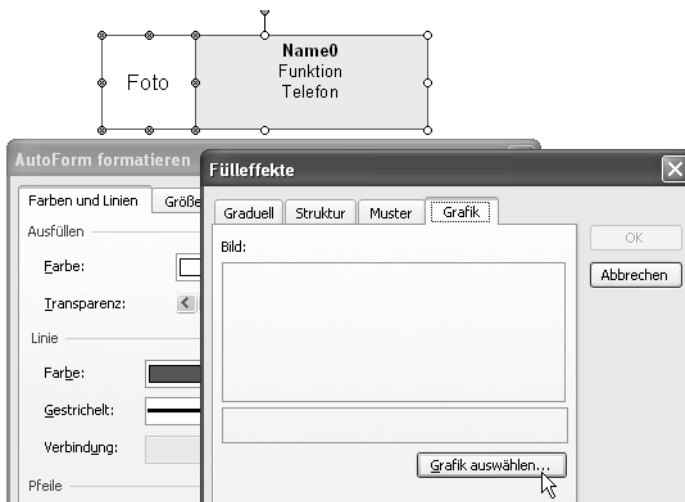 Name0
Funktion
Telefon
Foto
AutoForm formatieren
Farben und Linien
Größe
Ausfüllen
Farbe:
Transparenz:
Linie
Farbe:
Gestrichelt:
Verbindung:
Pfeile
Fülleffekte
Graduell
Struktur
Muster
Grafik
Bild:
Grafik auswählen...
OK
Abbrechen